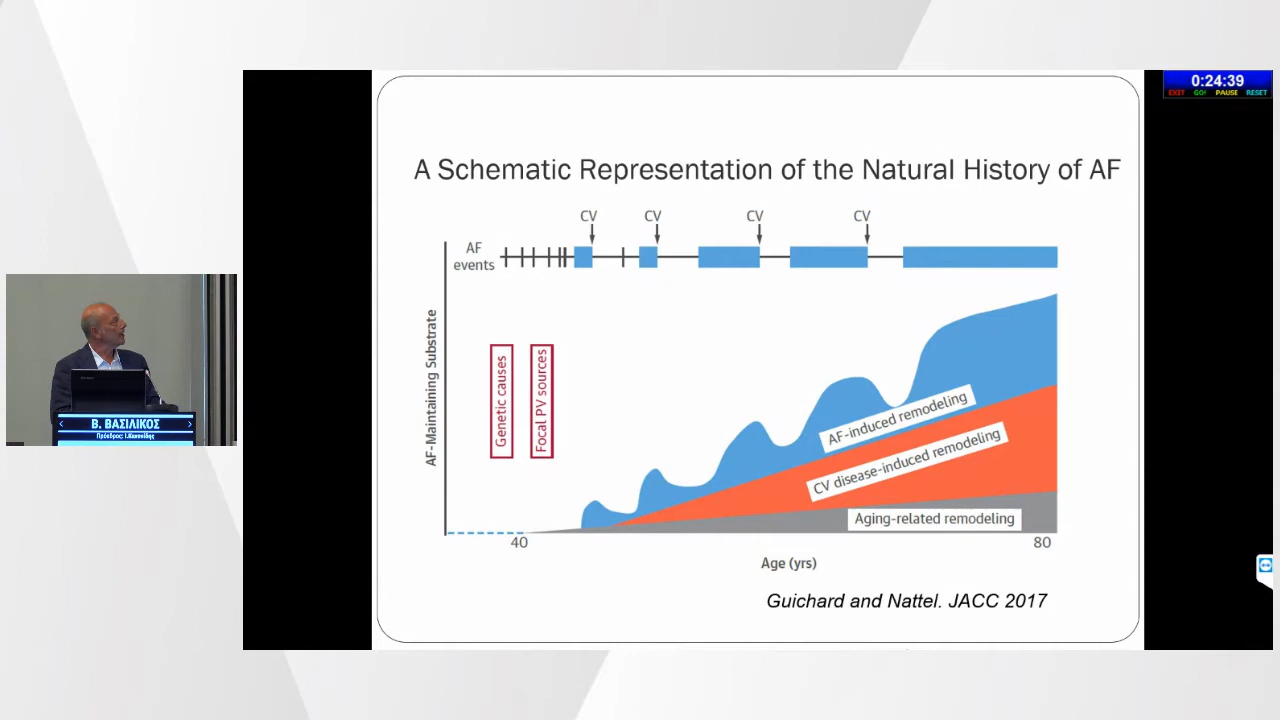 0:24:39
EXIT GO! PAUSE RESET
A Schematic Representation of the Natural History of AF
CV CV CV CV
AF
events
AF-Maintaining Substrate
Genetic causes
Focal PV sources
AF-induced remodeling
CV disease-induced remodeling
Aging-related remodeling
40 80
Age (yrs)
Guichard and Nattel. JACC 2017
Β. ΒΑΣΙΛΙΚΟΣ
Πρόεδρος: Ι.Κανονίδης